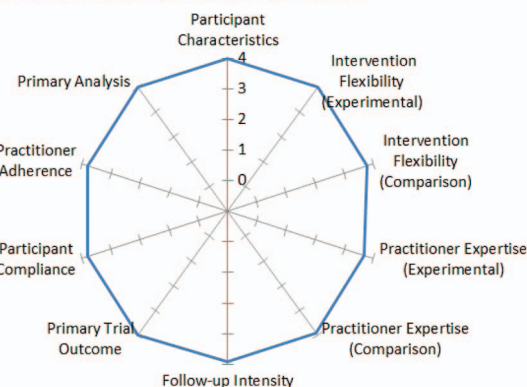 Participant
Characteristics
Intervention
Flexibility
(Experimental)
Intervention
Flexibility
(Comparison)
Practitioner Expertise
(Experimental)
Practitioner Expertise
(Comparison)
Follow-up Intensity
Primary Trial
Outcome
Participant
Compliance
Practitioner
Adherence
Primary Analysis
4
3
2
1
0